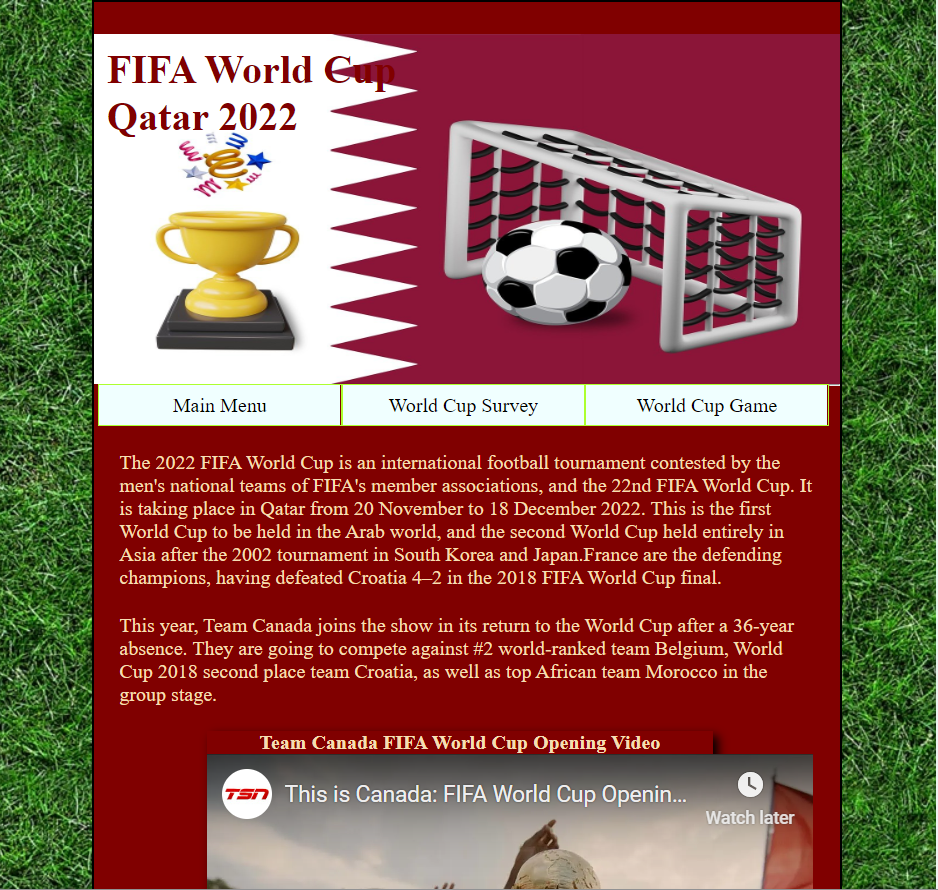 FIFA World Cup
Qatar 2022
Main Menu
World Cup Survey
World Cup Game
The 2022 FIFA World Cup is an international football tournament contested by the
men's national teams of FIFA's member associations, and the 22nd FIFA World Cup. It
is taking place in Qatar from 20 November to 18 December 2022. This is the first
World Cup to be held in the Arab world, and the second World Cup held entirely in
Asia after the 2002 tournament in South Korea and Japan.France are the defending
champions, having defeated Croatia 4–2 in the 2018 FIFA World Cup final.
This year, Team Canada joins the show in its return to the World Cup after a 36-year
absence. They are going to compete against #2 world-ranked team Belgium, World
Cup 2018 second place team Croatia, as well as top African team Morocco in the
group stage.
Team Canada FIFA World Cup Opening Video
TSN
This is Canada: FIFA World Cup Openin...
Watch later